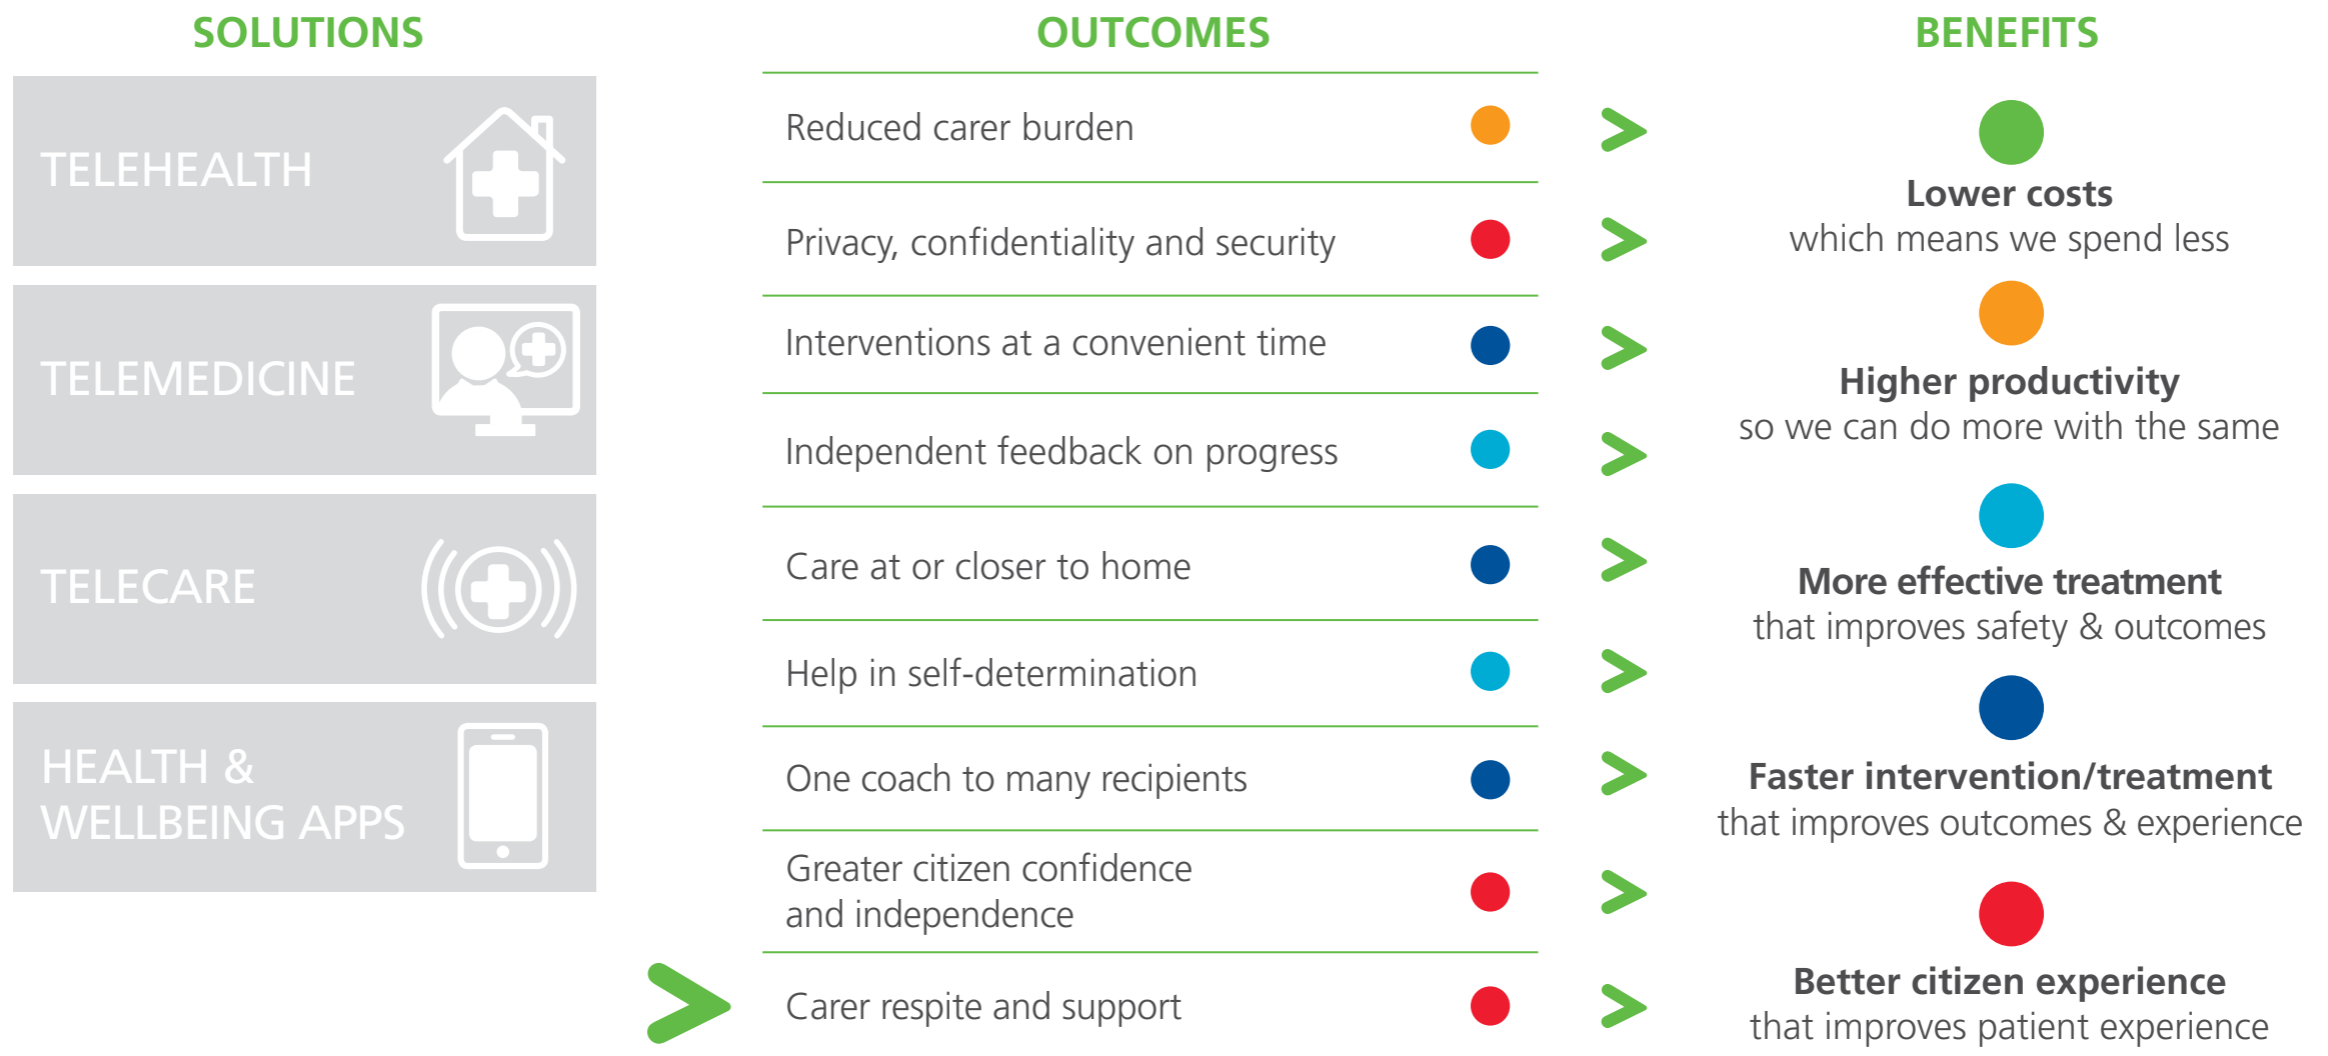 SOLUTIONS
TELEHEALTH
TELEMEDICINE
TELECARE
HEALTH &
WELLBEING APPS
OUTCOMES
Reduced carer burden
Privacy, confidentiality and security
Interventions at a convenient time
Independent feedback on progress
Care at or closer to home
Help in self-determination
One coach to many recipients
Greater citizen confidence
and independence
Carer respite and support
BENEFITS
Lower costs
which means we spend less
Higher productivity
so we can do more with the same
More effective treatment
that improves safety & outcomes
Faster intervention/treatment
that improves outcomes & experience
Better citizen experience
that improves patient experience